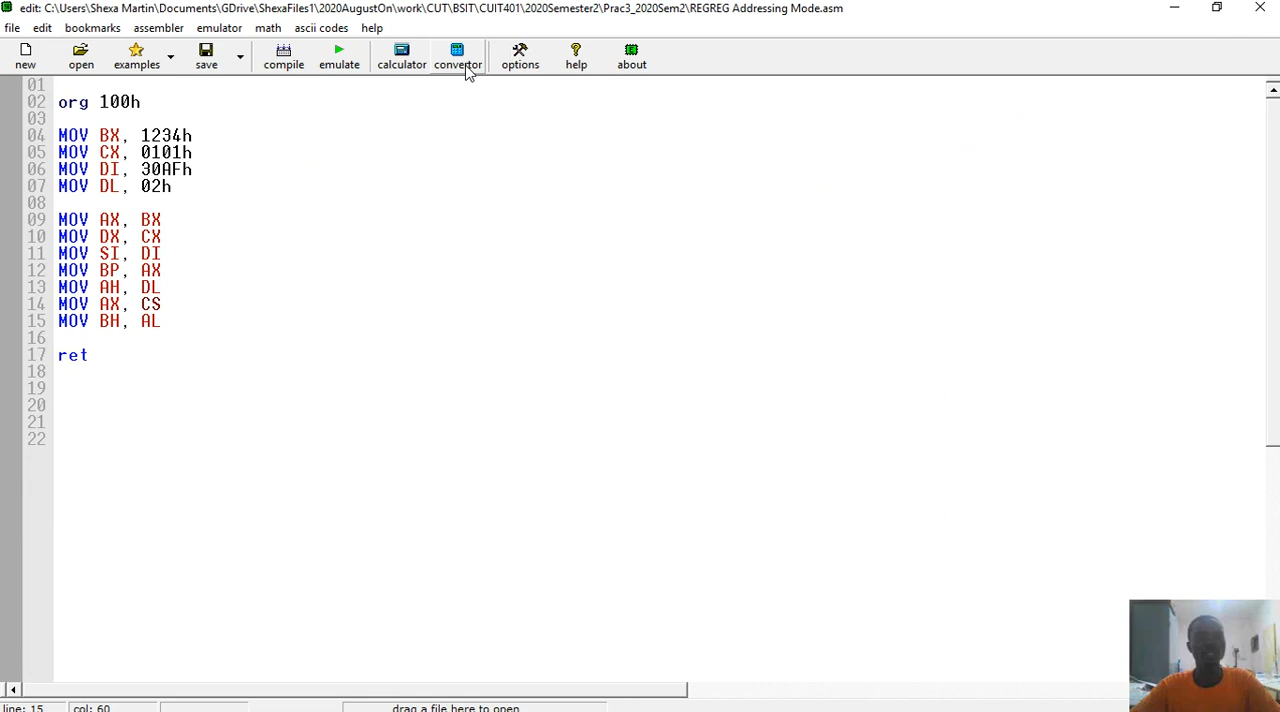 edit: C:\Users\Shexa Martin\Documents\GDrive\ShexaFiles1\2020AugustOn\work\CUT\BSIT\CUIT401\2020Semester2\Prac3_2020Sem2\REGREG Addressing Mode.asm
file edit bookmarks assembler emulator math ascii codes help
new open examples save compile emulate calculator convertor options help about
01
02 org 100h
03
04 MOV BX, 1234h
05 MOV CX, 0101h
06 MOV DI, 30AFh
07 MOV DL, 02h
08
09 MOV AX, BX
10 MOV DX, CX
11 MOV SI, DI
12 MOV BP, AX
13 MOV AH, DL
14 MOV AX, CS
15 MOV BH, AL
16
17 ret
18
19
20
21
22
line: 15 col: 60 drag a file here to open